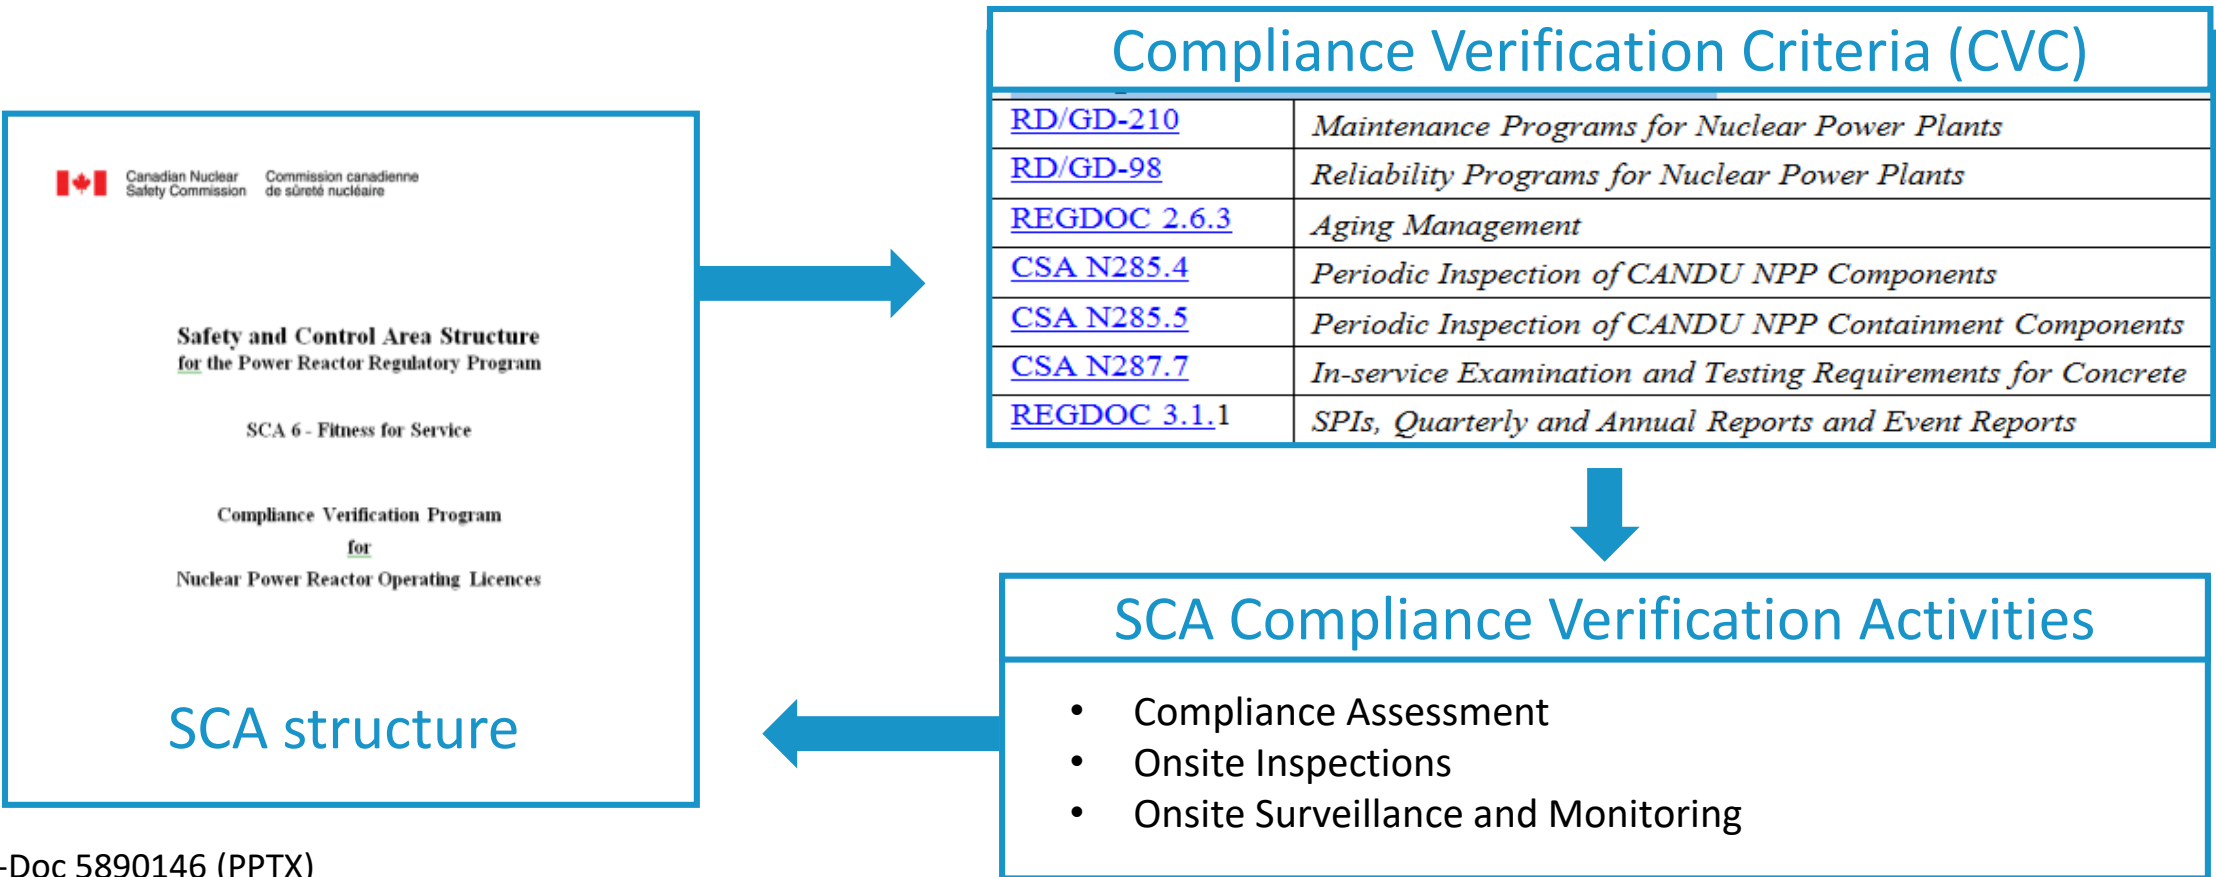 Canadian Nuclear Commission canadienne
Safety Commission de sûreté nucléaire
Safety and Control Area Structure
for the Power Reactor Regulatory Program
SCA 6 - Fitness for Service
Compliance Verification Program
for
Nuclear Power Reactor Operating Licences
SCA structure
Compliance Verification Criteria (CVC)
RD/GD-210 Maintenance Programs for Nuclear Power Plants
RD/GD-98 Reliability Programs for Nuclear Power Plants
REGDOC 2.6.3 Aging Management
CSA N285.4 Periodic Inspection of CANDU NPP Components
CSA N285.5 Periodic Inspection of CANDU NPP Containment Components
CSA N287.7 In-service Examination and Testing Requirements for Concrete
REGDOC 3.1.1 SPIs, Quarterly and Annual Reports and Event Reports
SCA Compliance Verification Activities
• Compliance Assessment
• Onsite Inspections
• Onsite Surveillance and Monitoring
-Doc 5890146 (PPTX)